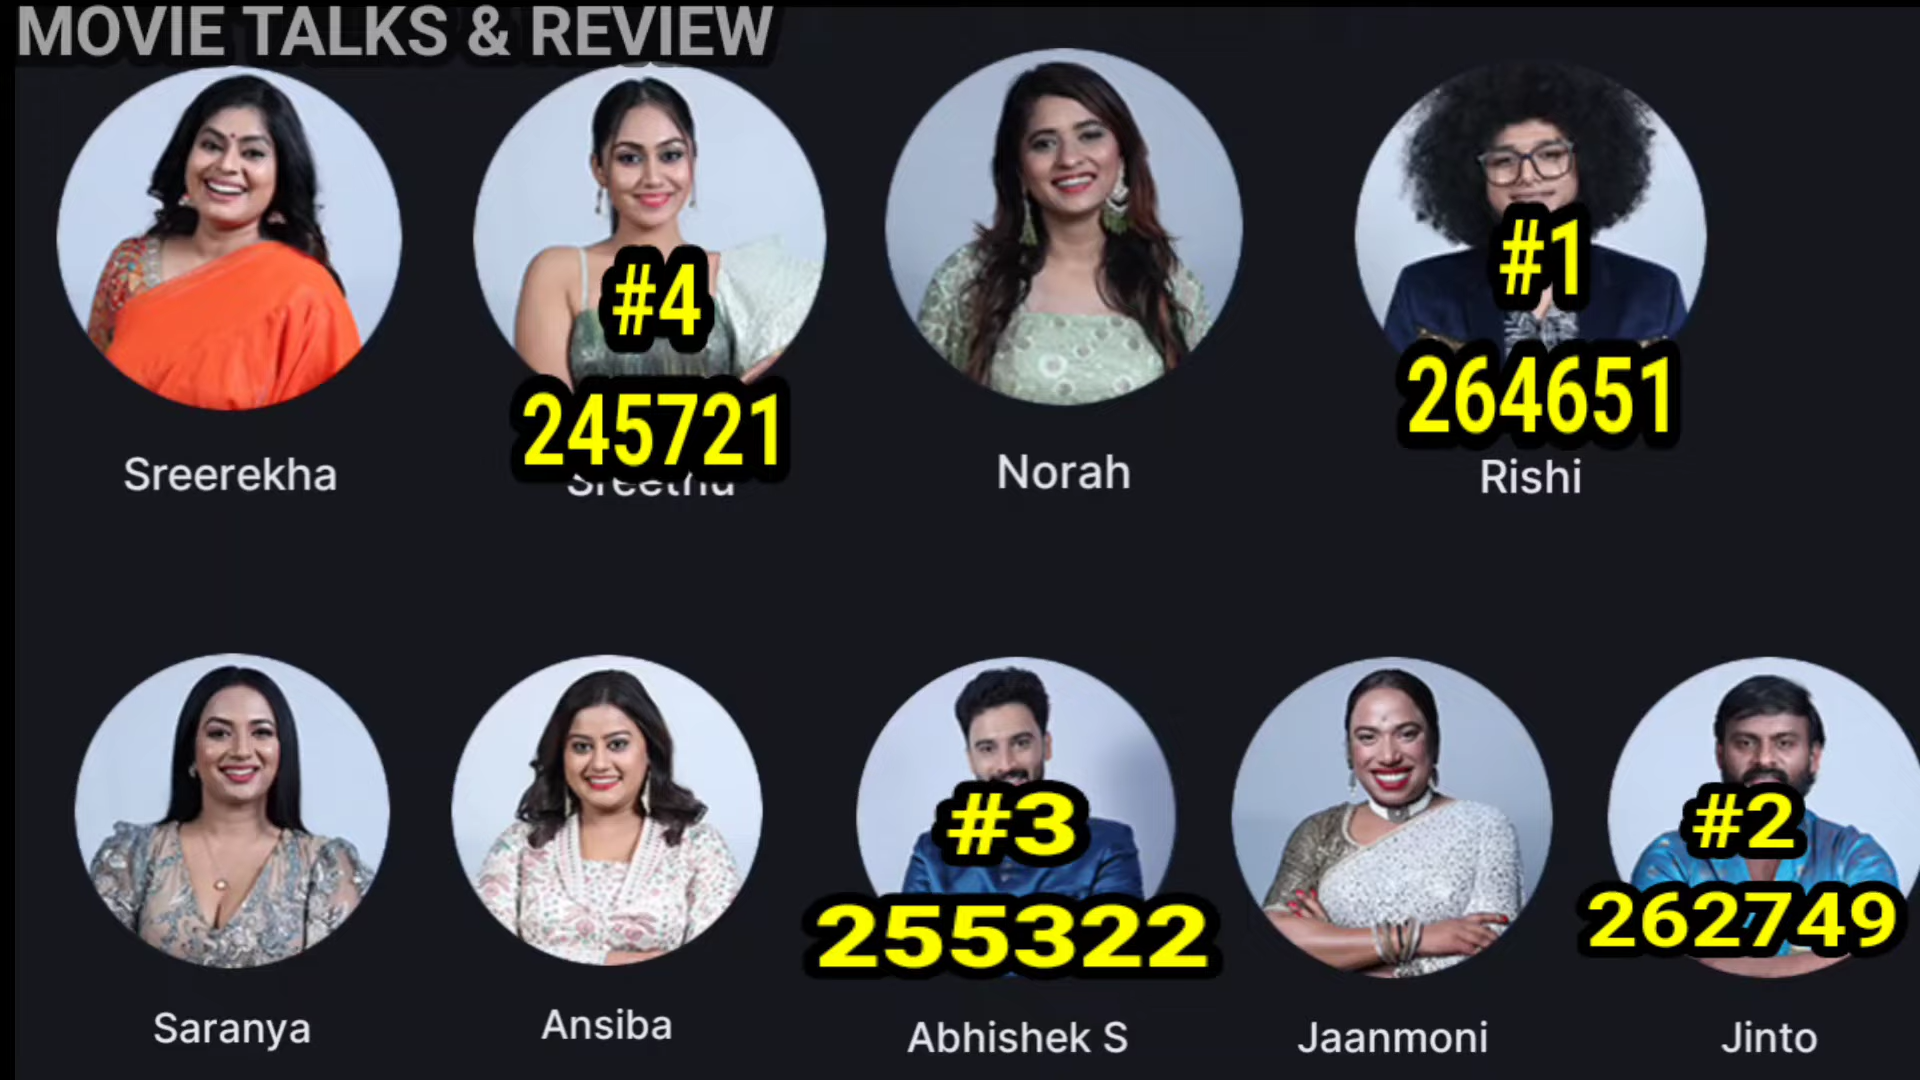 MOVIE TALKS & REVIEW
#4
#1
245721
264651
Sreerekha
Sreethu
Norah
Rishi
#3
#2
255322
262749
Saranya
Ansiba
Abhishek S
Jaanmoni
Jinto